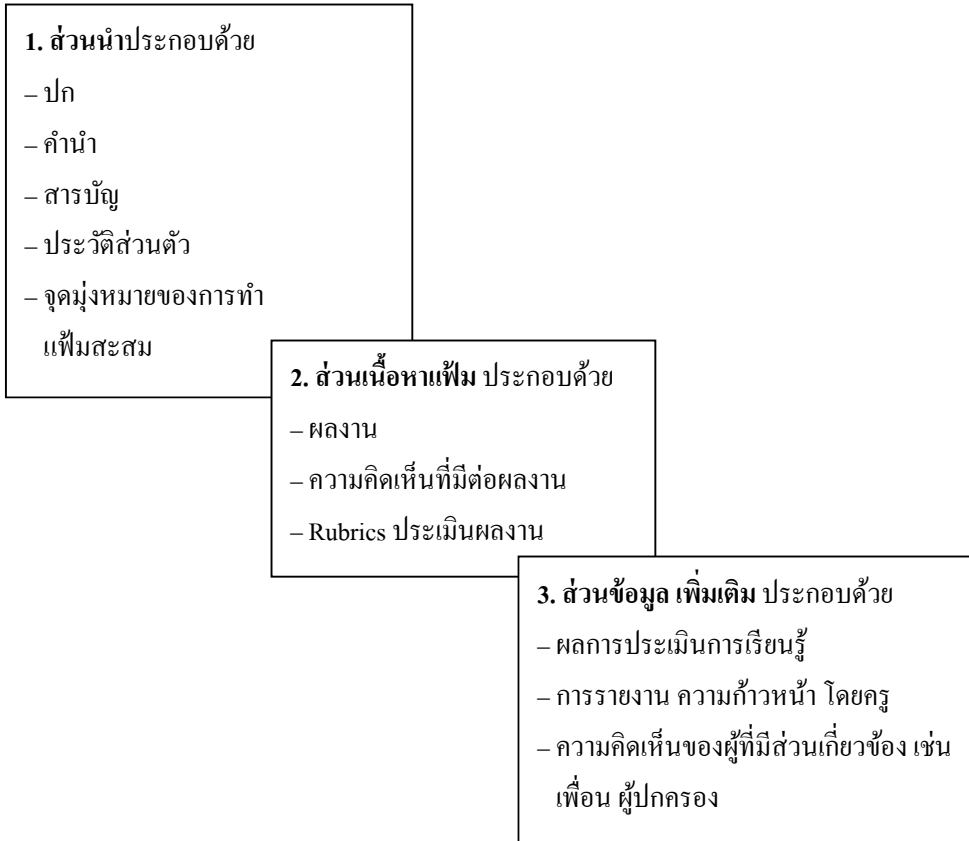 1. ส่วนนำประกอบด้วย
– ปก
– คำนำ
– สารบัญ
– ประวัติส่วนตัว
– จุดมุ่งหมายของการทำ
แฟ้มสะสม
2. ส่วนเนื้อหาแฟ้ม ประกอบด้วย
– ผลงาน
– ความคิดเห็นที่มีต่อผลงาน
– Rubrics ประเมินผลงาน
3. ส่วนข้อมูล เพิ่มเติม ประกอบด้วย
– ผลการประเมินการเรียนรู้
– การรายงาน ความก้าวหน้า โดยครู
– ความคิดเห็นของผู้ที่มีส่วนเกี่ยวข้อง เช่น
เพื่อน ผู้ปกครอง